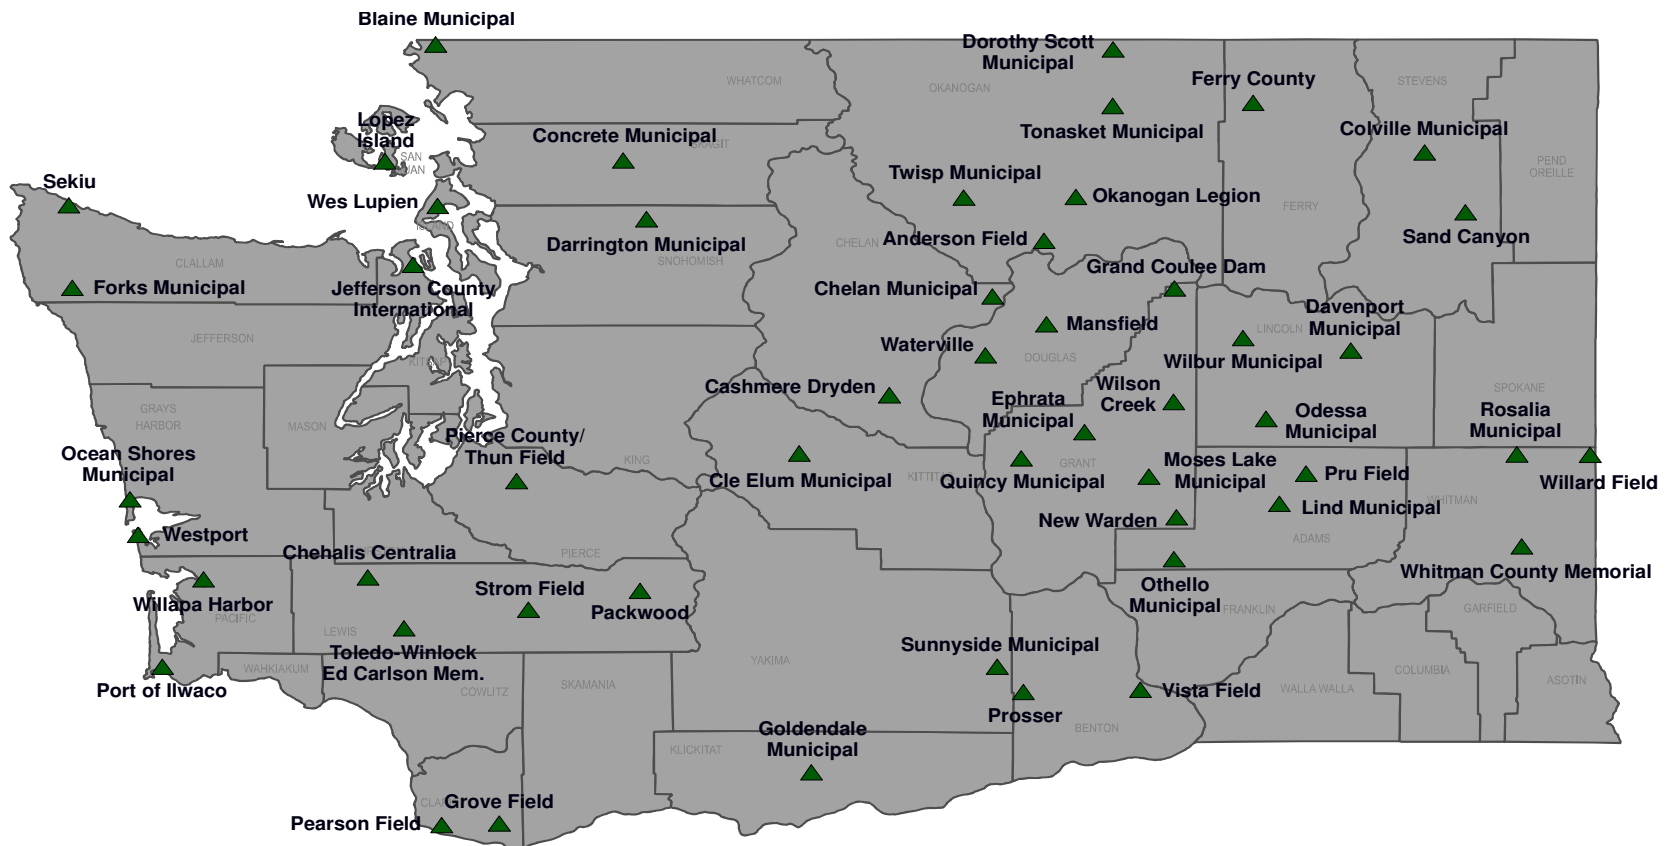 Blaine Municipal
Dorothy Scott
Municipal
WHATCOM
OKANOGAN
Ferry County
STEVENS
Lopez
Island
SAN
JUAN
Concrete Municipal
SKAGIT
Tonasket Municipal
Colville Municipal
PEND
OREILLE
Sekiu
Wes Lupien
ISLAND
Twisp Municipal
Okanogan Legion
FERRY
Darrington Municipal
SNOHOMISH
CHELAN
Anderson Field
Sand Canyon
CLALLAM
Forks Municipal
Jefferson County
International
Chelan Municipal
Grand Coulee Dam
Davenport
Municipal
JEFFERSON
KITSAP
Mansfield
DOUGLAS
Waterville
LINCOLN
Wilbur Municipal
Cashmere Dryden
Wilson
Creek
SPOKANE
GRAYS
HARBOR
MASON
Ephrata
Municipal
Odessa
Municipal
Rosalia
Municipal
Ocean Shores
Municipal
Pierce County/
Thun Field
KING
Cle Elum Municipal
KITTITAS
Quincy Municipal
GRANT
Moses Lake
Municipal
Pru Field
Willard Field
Westport
New Warden
Lind Municipal
WHITMAN
ADAMS
Chehalis Centralia
PIERCE
Whitman County Memorial
Willapa Harbor
PACIFIC
Strom Field
Packwood
Othello
Municipal
FRANKLIN
GARFIELD
LEWIS
Toledo-Winlock
Ed Carlson Mem.
Sunnyside Municipal
WAHKIAKUM
YAKIMA
COLUMBIA
ASOTIN
Port of Ilwaco
COWLITZ
SKAMANIA
Prosser
Vista Field
WALLA WALLA
BENTON
Goldendale
Municipal
KLICKITAT
CLARK
Grove Field
Pearson Field